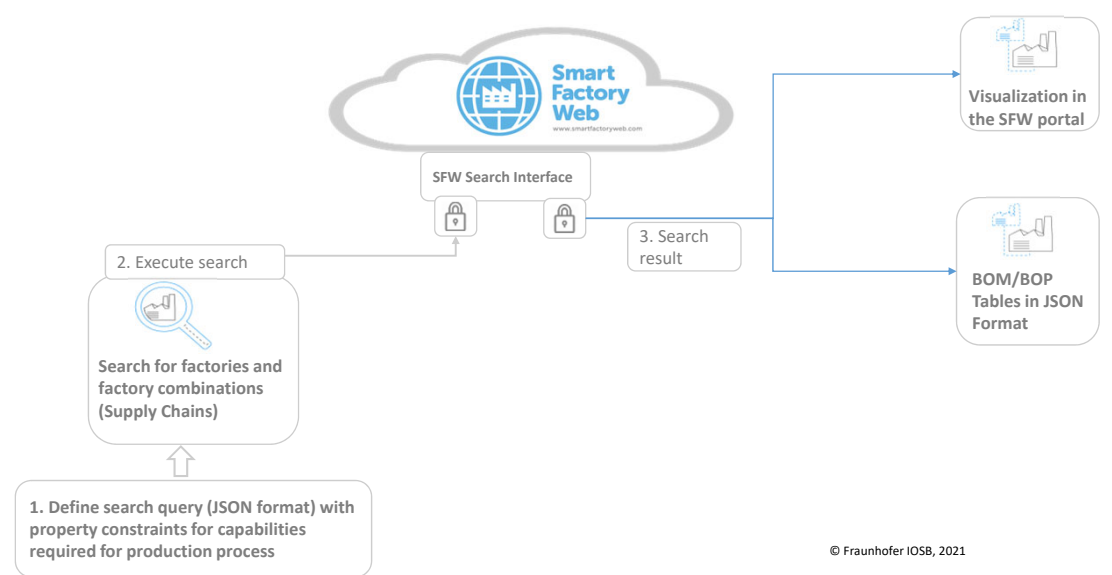 Smart
Factory
Web
www.smartfactoryweb.com
SFW Search Interface
Visualization in
the SFW portal
3. Search
result
2. Execute search
BOM/BOP
Tables in JSON
Format
Search for factories and
factory combinations
(Supply Chains)
1. Define search query (JSON format) with
property constraints for capabilities
required for production process
© Fraunhofer IOSB, 2021